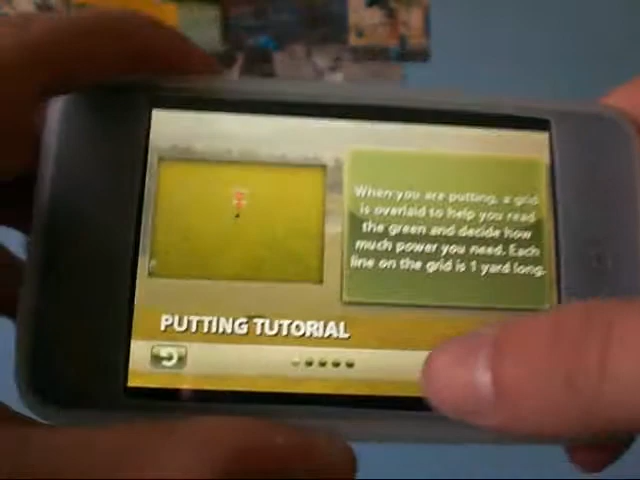 When you are putting, a grid
is overlaid to help you read
the green and decide how
much power you need. Each
line on the grid is 1 yard long.
PUTTING TUTORIAL